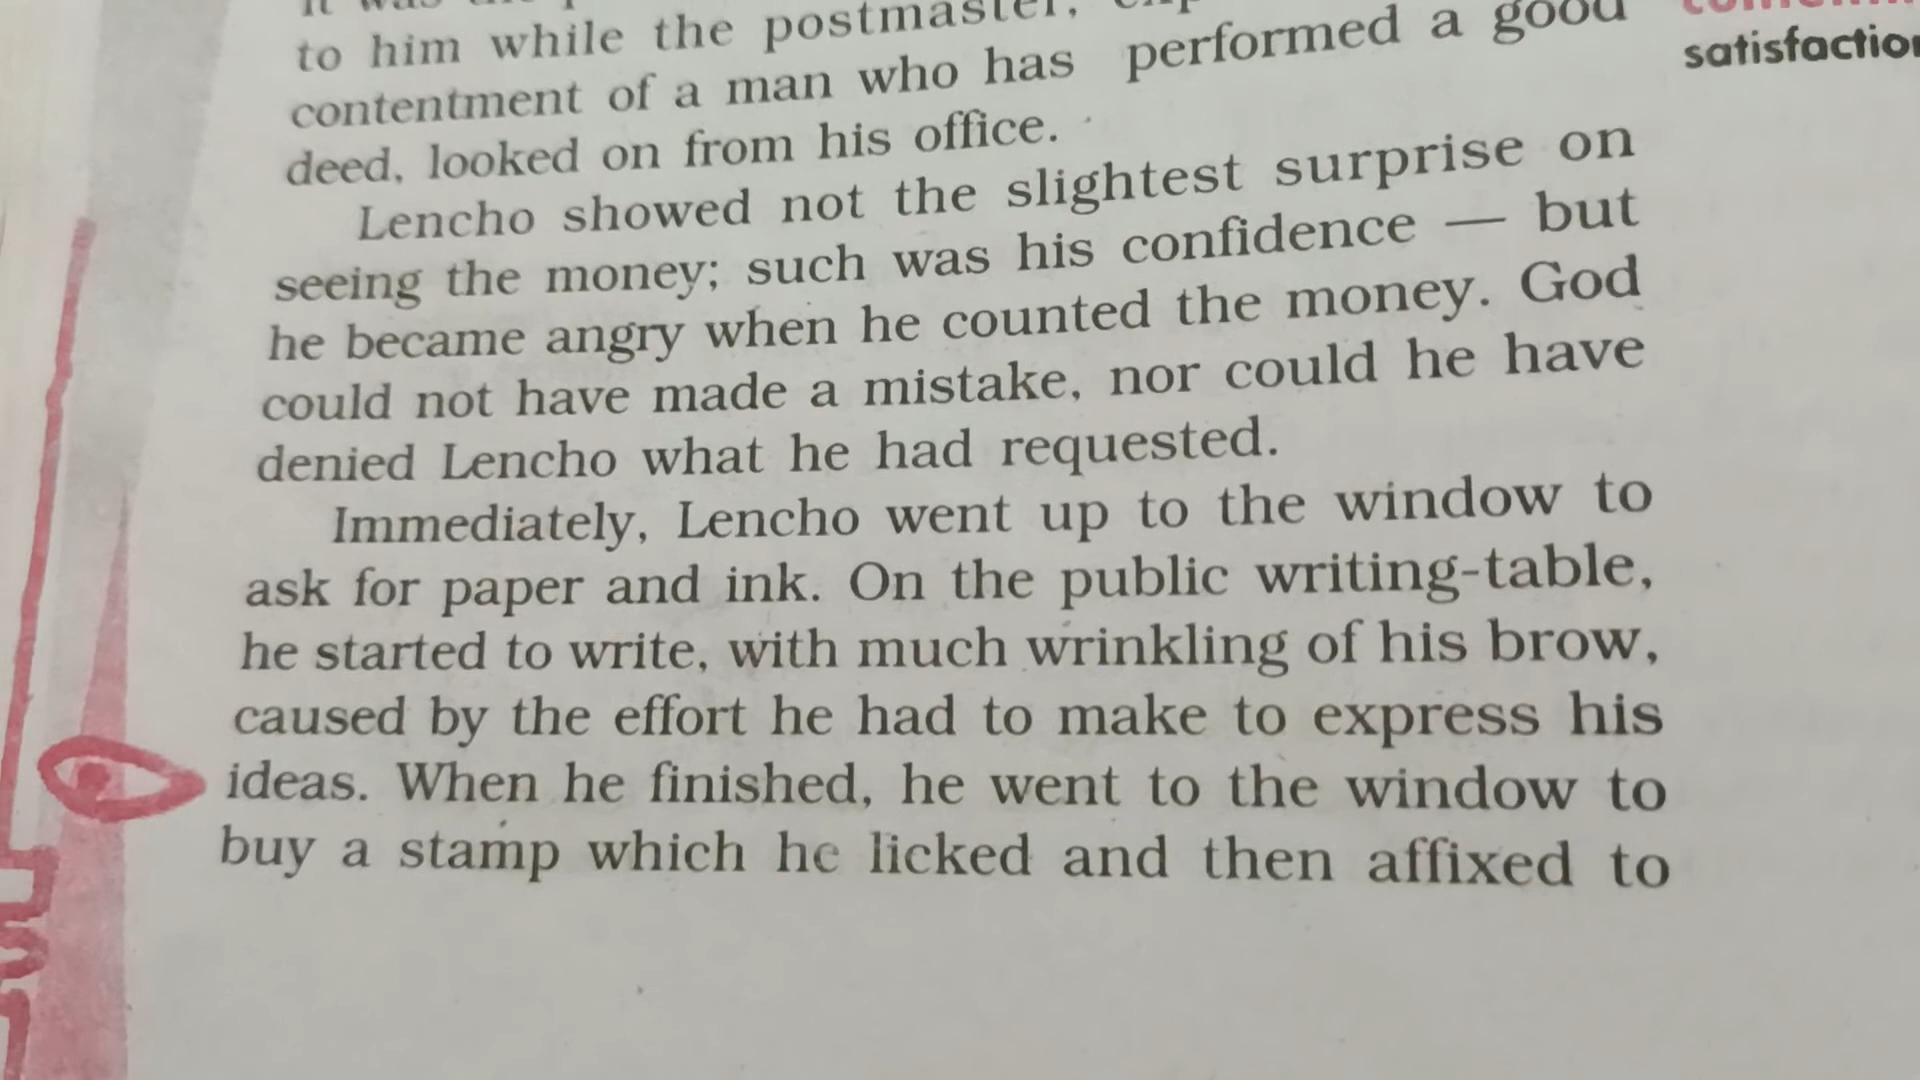 to him while the postmaster,
contentment of a man who has performed a good
deed, looked on from his office.
Lencho showed not the slightest surprise on
seeing the money; such was his confidence — but
he became angry when he counted the money. God
could not have made a mistake, nor could he have
denied Lencho what he had requested.
Immediately, Lencho went up to the window to
ask for paper and ink. On the public writing-table,
he started to write, with much wrinkling of his brow,
caused by the effort he had to make to express his
ideas. When he finished, he went to the window to
buy a stamp which he licked and then affixed to
satisfaction